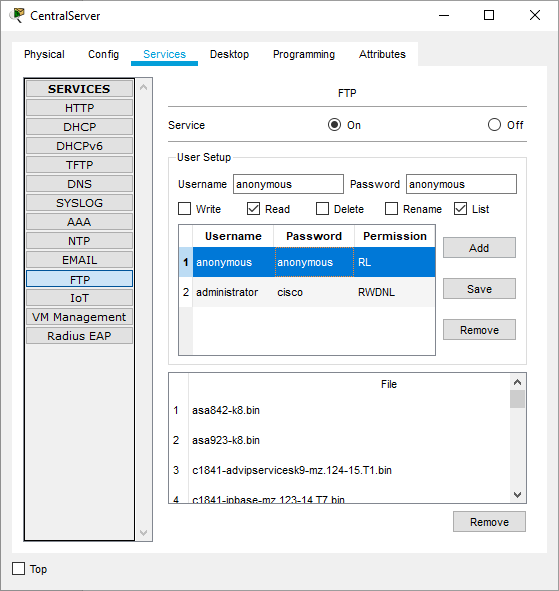 CentralServer
Physical Config Services Desktop Programming Attributes
SERVICES
HTTP
DHCP
DHCPv6
TFTP
DNS
SYSLOG
AAA
NTP
EMAIL
FTP
IoT
VM Management
Radius EAP
FTP
Service On Off
User Setup
Username anonymous Password anonymous
Write Read Delete Rename List
Username Password Permission
1 anonymous anonymous RL
2 administrator cisco RWDNL
Add
Save
Remove
File
1 asa842-k8.bin
2 asa923-k8.bin
3 c1841-advipservicesk9-mz.124-15.T1.bin
4 c1841-ipbase-mz.123-14.T7.bin
Remove
Top